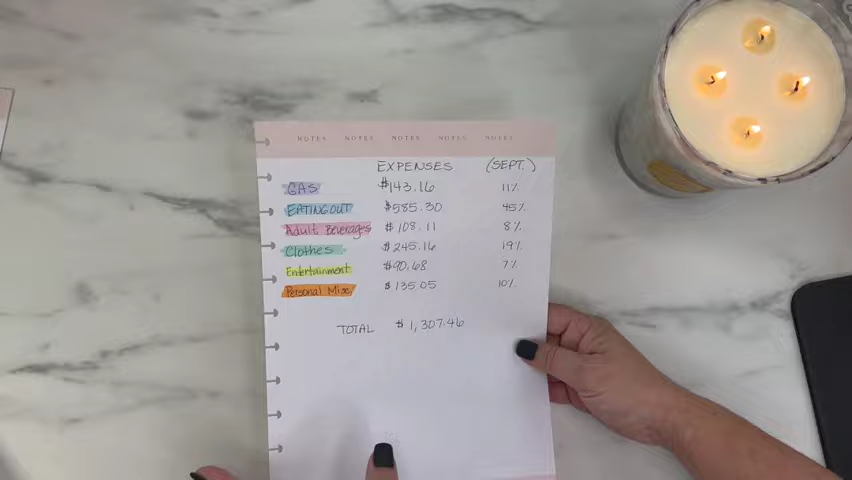 NOTES NOTES NOTES NOTES NOTES
EXPENSES (SEPT.)
GAS $143.16 11%
EATING OUT $585.30 45%
Adult Beverages $108.11 8%
Clothes $245.16 19%
Entertainment $90.68 7%
Personal Misc. $135.05 10%
TOTAL $1,307.46